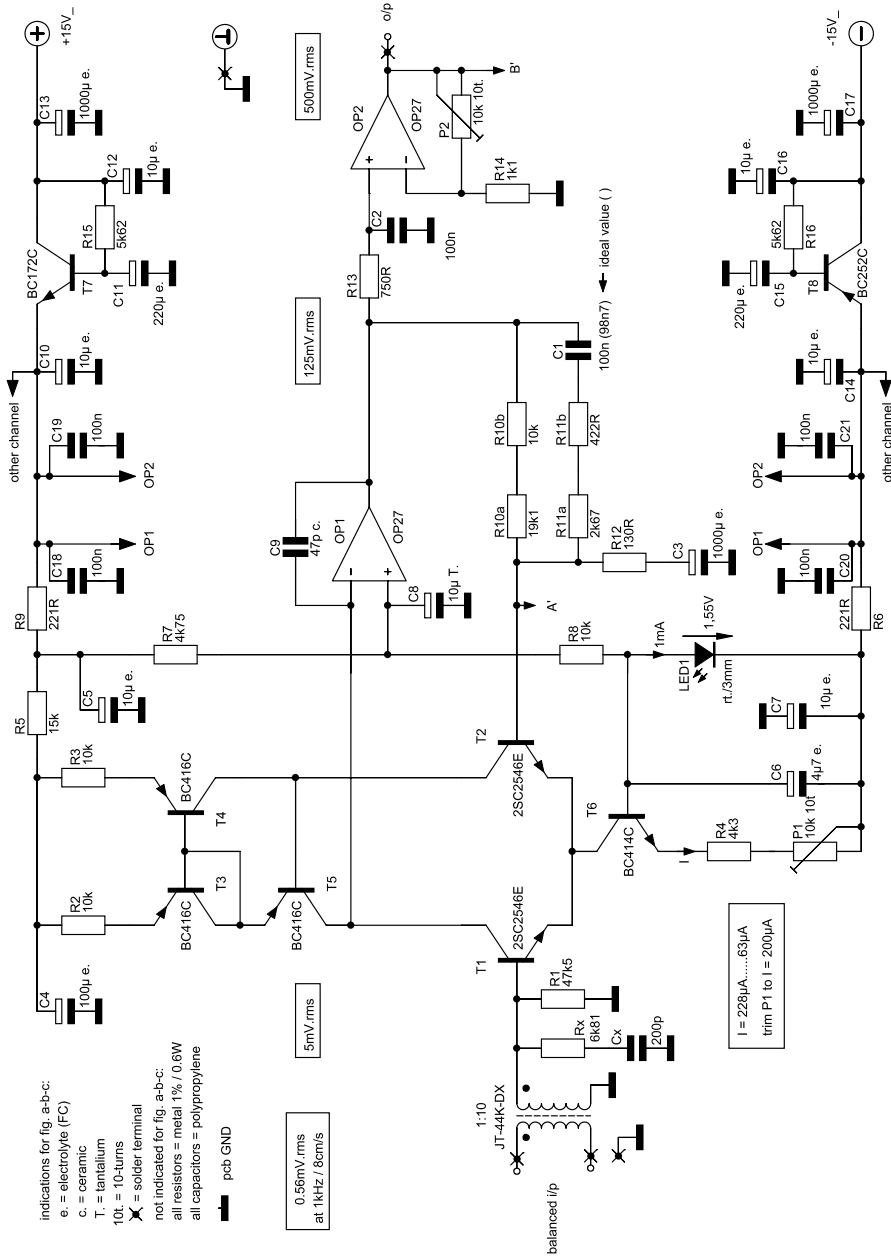 indications for fig. a-b-c:
e. = electrolyte (FC)
c. = ceramic
T. = tantalium
10t. = 10-turns
= solder terminal
not indicated for fig. a-b-c:
all resistors = metal 1% / 0.6W
all capacitors = polypropylene
pcb GND
0.56mV.rms
at 1kHz / 8cm/s
5mV.rms
125mV.rms
500mV.rms
C4
100µ e.
R2
10k
R3
10k
R5
15k
C5
10µ e.
R9
221R
C18
100n
OP1
C19
100n
OP2
other channel
C10
10µ e.
BC172C
T7
C11
220µ e.
R15
5k62
C12
10µ e.
C13
1000µ e.
+15V_
BC416C
T3
BC416C
T4
BC416C
T5
R7
4k75
C9
47p c.
OP1
OP27
C8
10µ T.
R13
750R
C2
100n
OP2
OP27
P2
10k 10t.
R14
1k1
o/p
B'
balanced i/p
1:10
JT-44K-DX
Rx
6k81
Cx
200p
R1
47k5
T1
2SC2546E
T2
2SC2546E
A'
R8
10k
R10a
19k1
R10b
10k
R11a
2k67
R11b
422R
C1
100n (98n7)
ideal value ( )
R12
130R
C3
1000µ e.
T6
BC414C
I
R4
4k3
P1
10k 10t
C6
4µ7 e.
C7
10µ e.
1mA
LED1
1,55V
rt./3mm
I = 228µA.....63µA
trim P1 to I = 200µA
221R
R6
OP1
100n
C20
OP2
100n
C21
other channel
10µ e.
C14
220µ e.
C15
T8
BC252C
5k62
R16
10µ e.
C16
1000µ e.
C17
-15V_